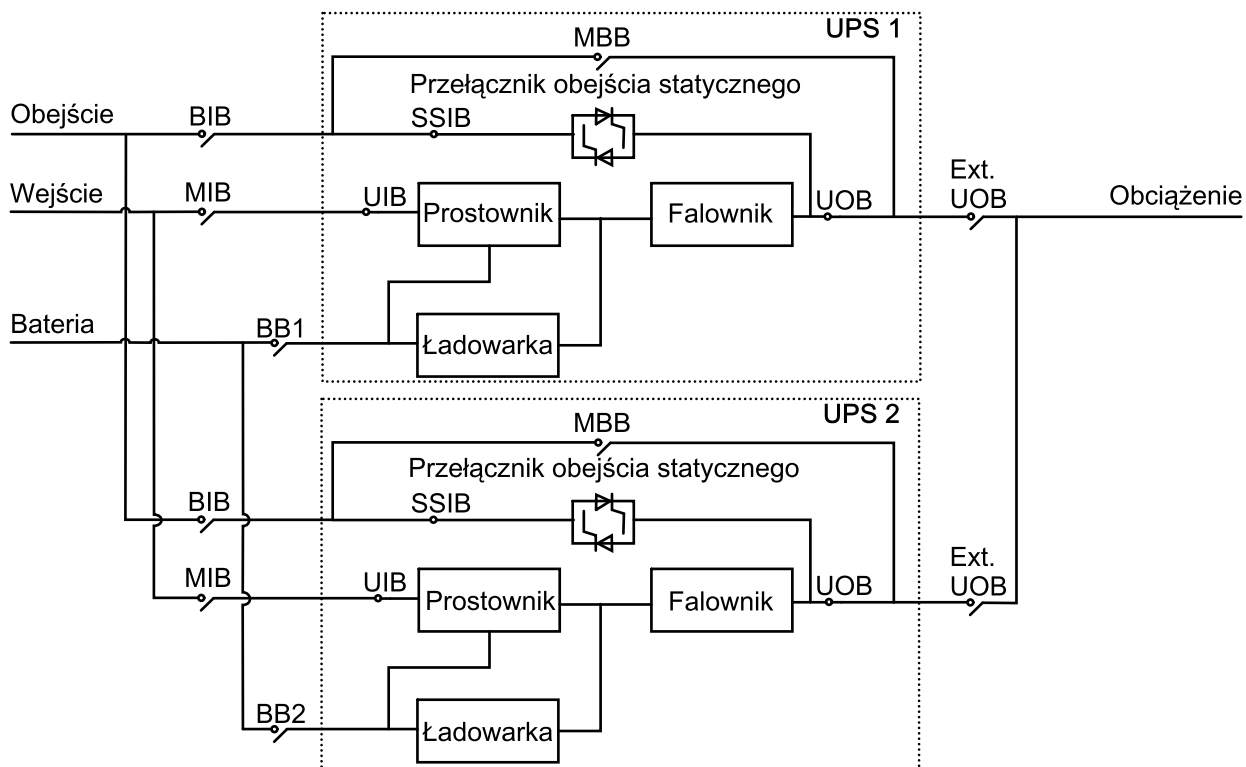 UPS 1
MBB
Przełącznik obejścia statycznego
Obejście
BIB
SSIB
Wejście
MIB
UIB
Prostownik
Falownik
UOB
Ext.
UOB
Obciążenie
Bateria
BB1
Ładowarka
UPS 2
MBB
Przełącznik obejścia statycznego
BIB
SSIB
MIB
UIB
Prostownik
Falownik
UOB
Ext.
UOB
BB2
Ładowarka